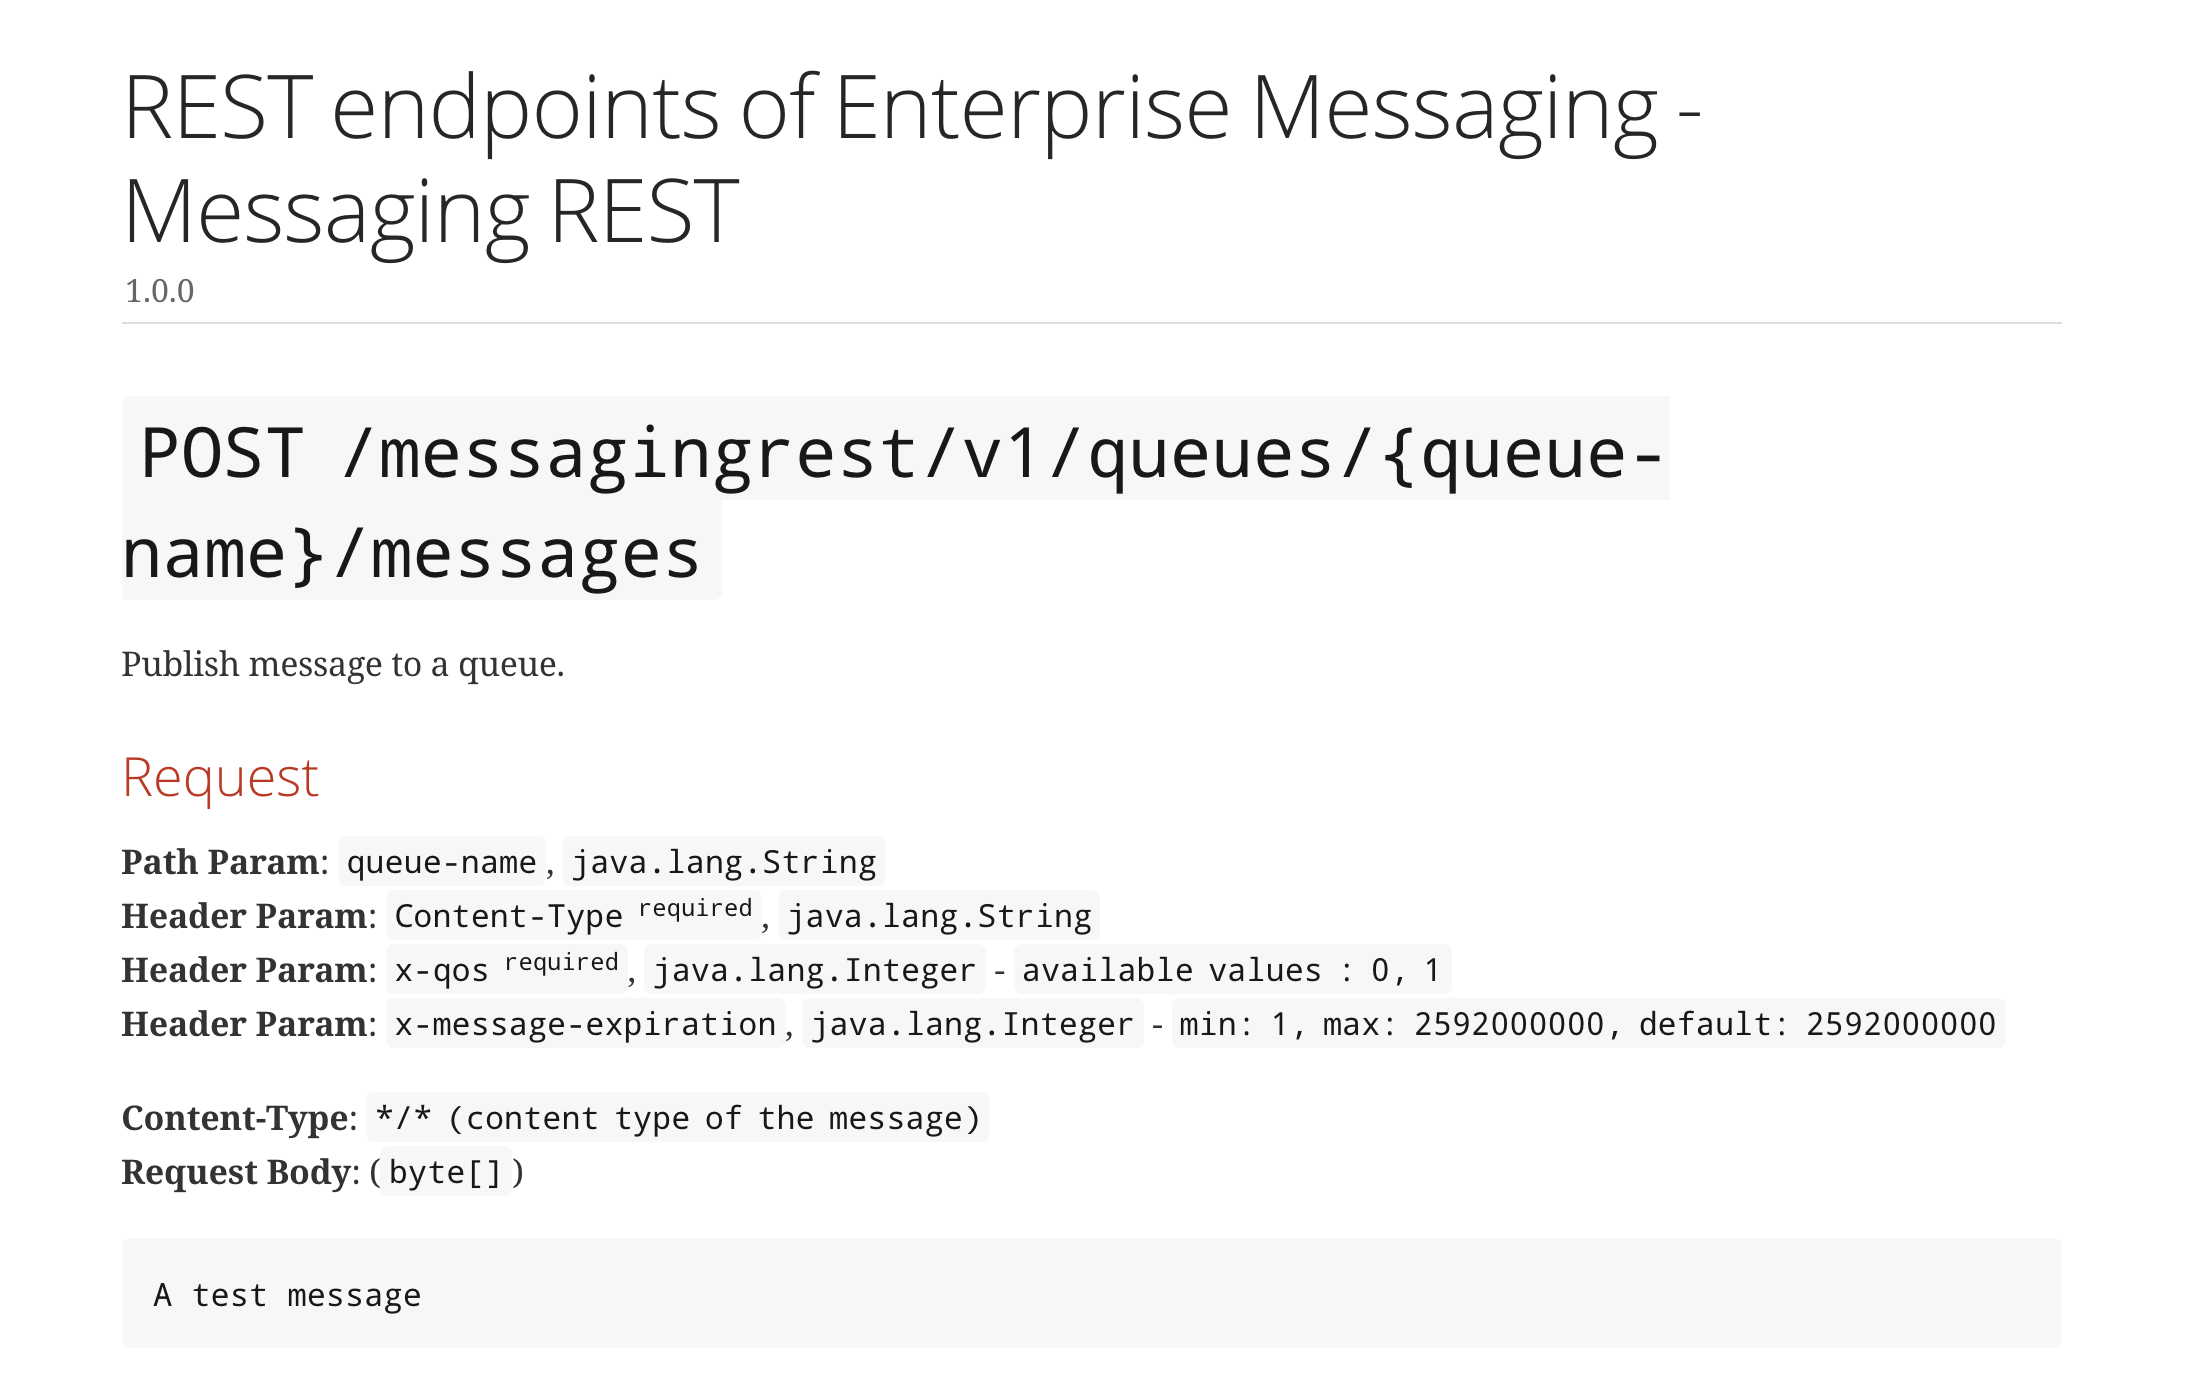 REST endpoints of Enterprise Messaging -
Messaging REST
1.0.0
POST /messagingrest/v1/queues/{queue-
name}/messages
Publish message to a queue.
Request
Path Param: queue-name, java.lang.String
Header Param: Content-Type required, java.lang.String
Header Param: x-qos required, java.lang.Integer - available values : 0, 1
Header Param: x-message-expiration, java.lang.Integer - min: 1, max: 2592000000, default: 2592000000
Content-Type: */* (content type of the message)
Request Body: (byte[])
A test message